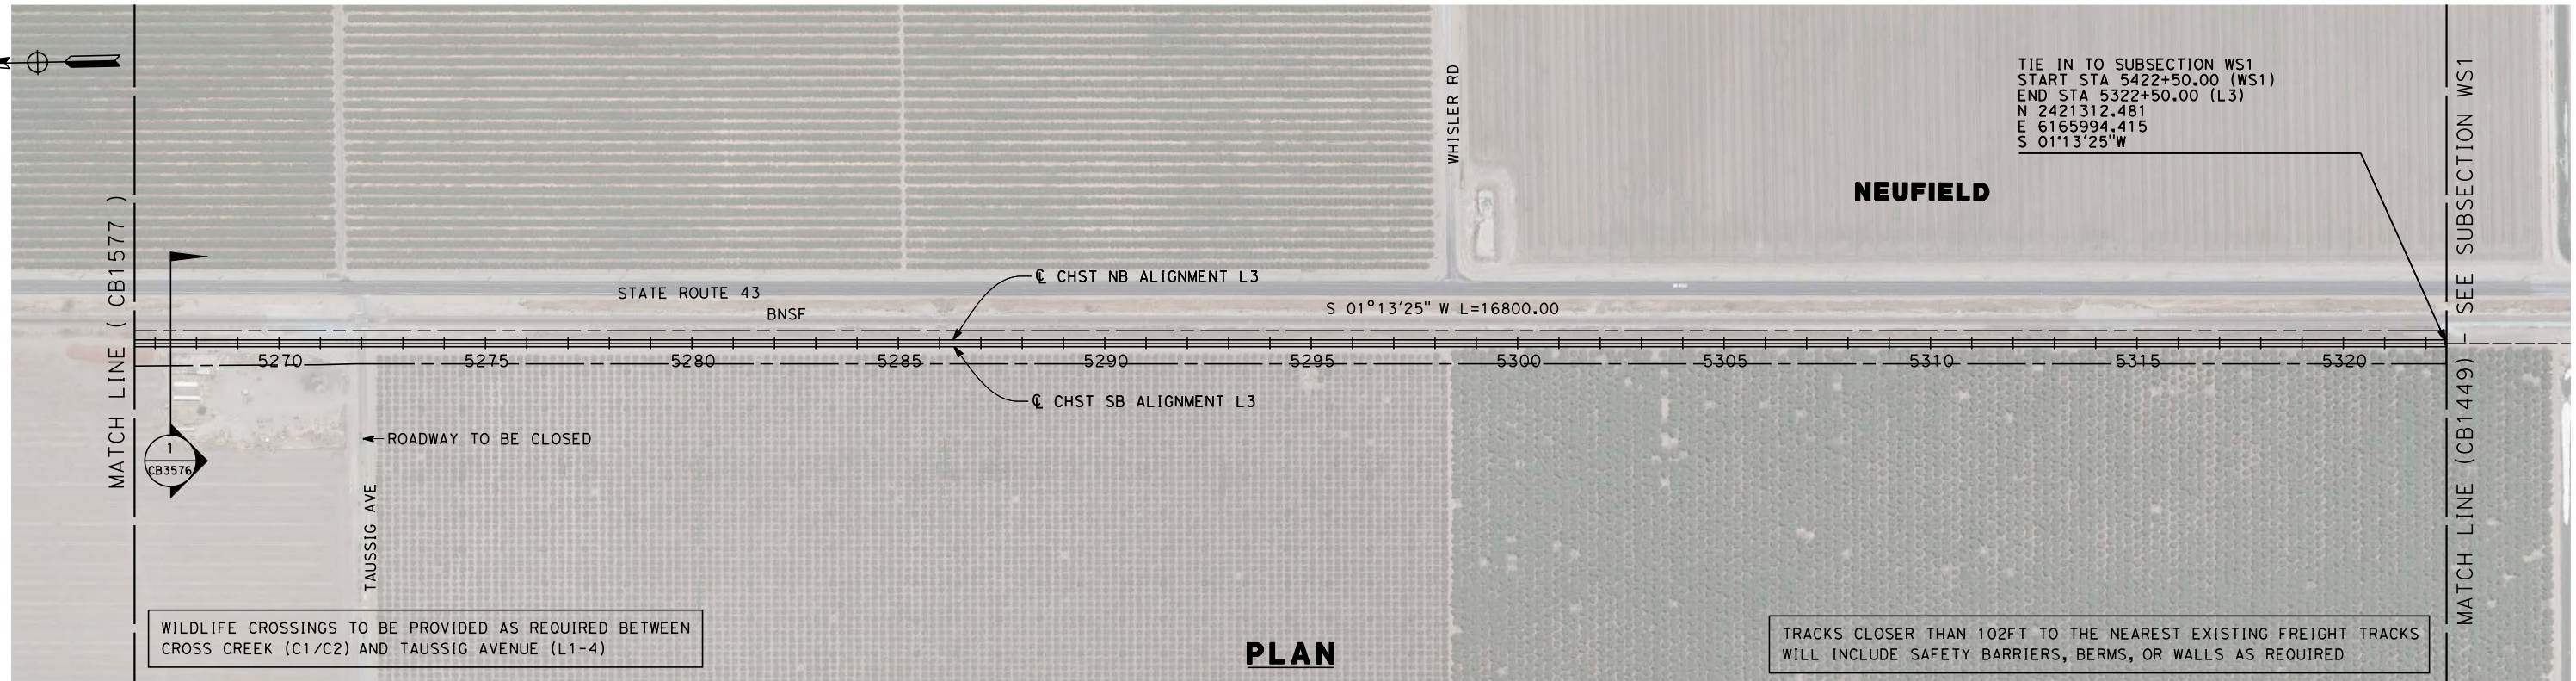 MATCH LINE ( CB1577 )
WHISLER RD
TIE IN TO SUBSECTION WS1
START STA 5422+50.00 (WS1)
END STA 5322+50.00 (L3)
N 2421312.481
E 6165994.415
S 01°13'25"W
NEUFIELD
MATCH LINE (CB1449) - SEE SUBSECTION WS1
℄ CHST NB ALIGNMENT L3
STATE ROUTE 43
BNSF
S 01°13'25" W L=16800.00
5270 5275 5280 5285 5290 5295 5300 5305 5310 5315 5320
℄ CHST SB ALIGNMENT L3
ROADWAY TO BE CLOSED
1
CB3576
TAUSSIG AVE
WILDLIFE CROSSINGS TO BE PROVIDED AS REQUIRED BETWEEN
CROSS CREEK (C1/C2) AND TAUSSIG AVENUE (L1-4)
PLAN
TRACKS CLOSER THAN 102FT TO THE NEAREST EXISTING FREIGHT TRACKS
WILL INCLUDE SAFETY BARRIERS, BERMS, OR WALLS AS REQUIRED